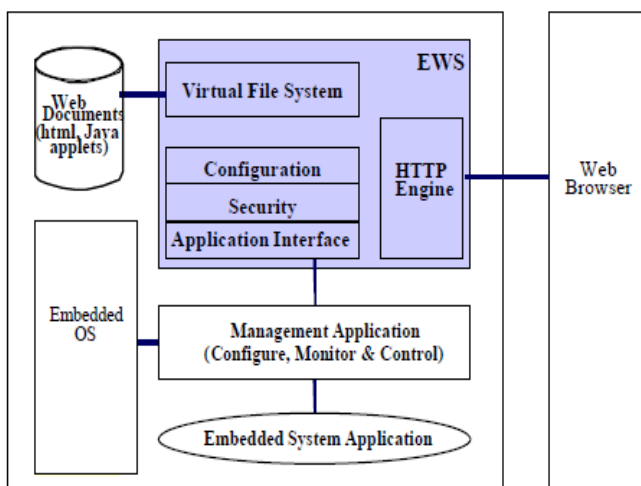 EWS
Web
Documents
(html, Java
applets)
Virtual File System
Configuration
Security
Application Interface
HTTP
Engine
Web
Browser
Embedded
OS
Management Application
(Configure, Monitor & Control)
Embedded System Application